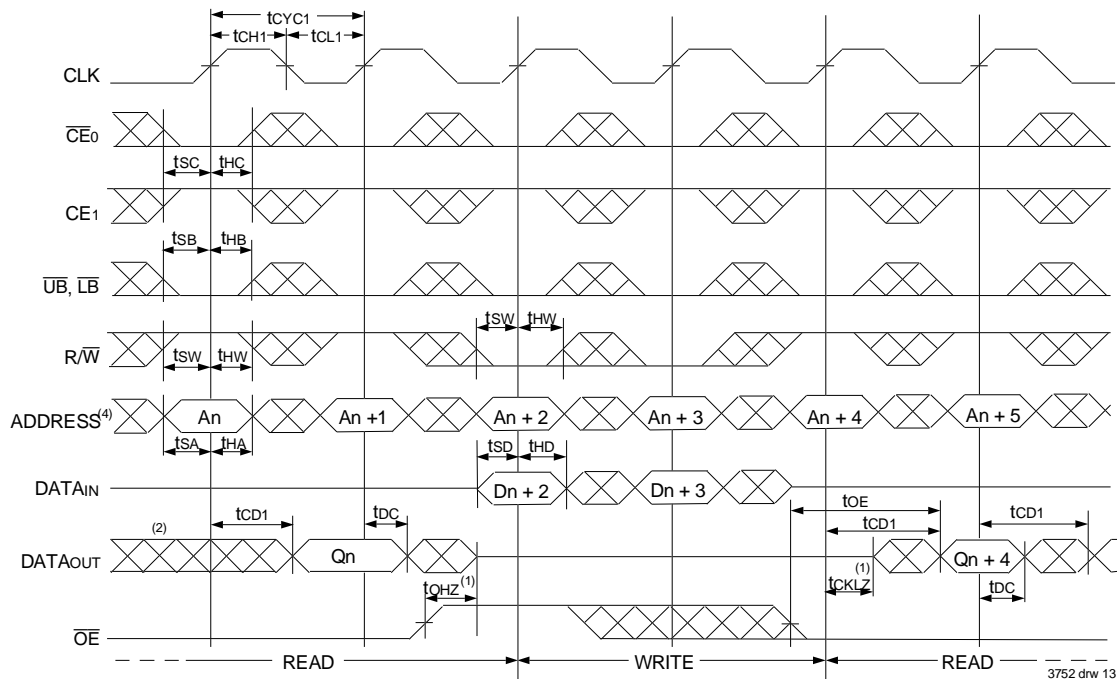 tCYC1
tCH1 tCL1
CLK
CE0
tSC tHC
CE1
tSB tHB
UB, LB
tSW tHW
R/W
tSW tHW
ADDRESS(4) An An +1 An + 2 An + 3 An + 4 An + 5
tSA tHA
tSD tHD
DATAIN Dn + 2 Dn + 3
tOE
(2) tCD1 tDC tCD1 tCD1
DATAOUT Qn Qn + 4
tOHZ(1) tCKLZ(1) tDC
OE
READ WRITE READ
3752 drw 13